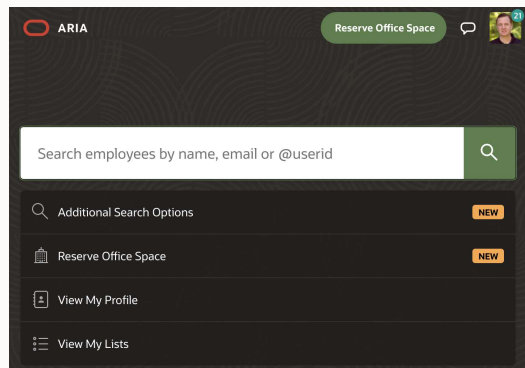 ARIA
Reserve Office Space
21
Search employees by name, email or @userid
Additional Search Options
NEW
Reserve Office Space
NEW
View My Profile
View My Lists